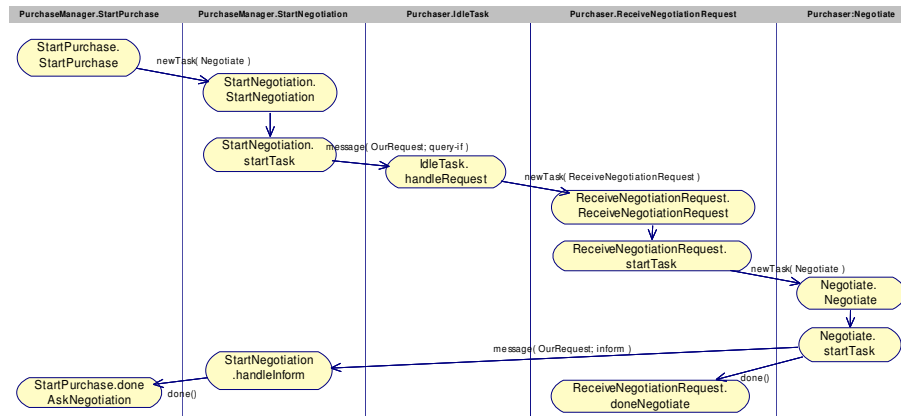 PurchaseManager.StartPurchase
PurchaseManager.StartNegotiation
Purchaser.IdleTask
Purchaser.ReceiveNegotiationRequest
Purchaser:Negotiate
StartPurchase.
StartPurchase
newTask( Negotiate )
StartNegotiation.
StartNegotiation
StartNegotiation.
startTask
message( OurRequest; query-if )
IdleTask.
handleRequest
newTask( ReceiveNegotiationRequest )
ReceiveNegotiationRequest.
ReceiveNegotiationRequest
ReceiveNegotiationRequest.
startTask
newTask( Negotiate )
Negotiate.
Negotiate
Negotiate.
startTask
message( OurRequest; inform )
StartNegotiation
.handleInform
done()
StartPurchase.done
AskNegotiation
done()
ReceiveNegotiationRequest.
doneNegotiate